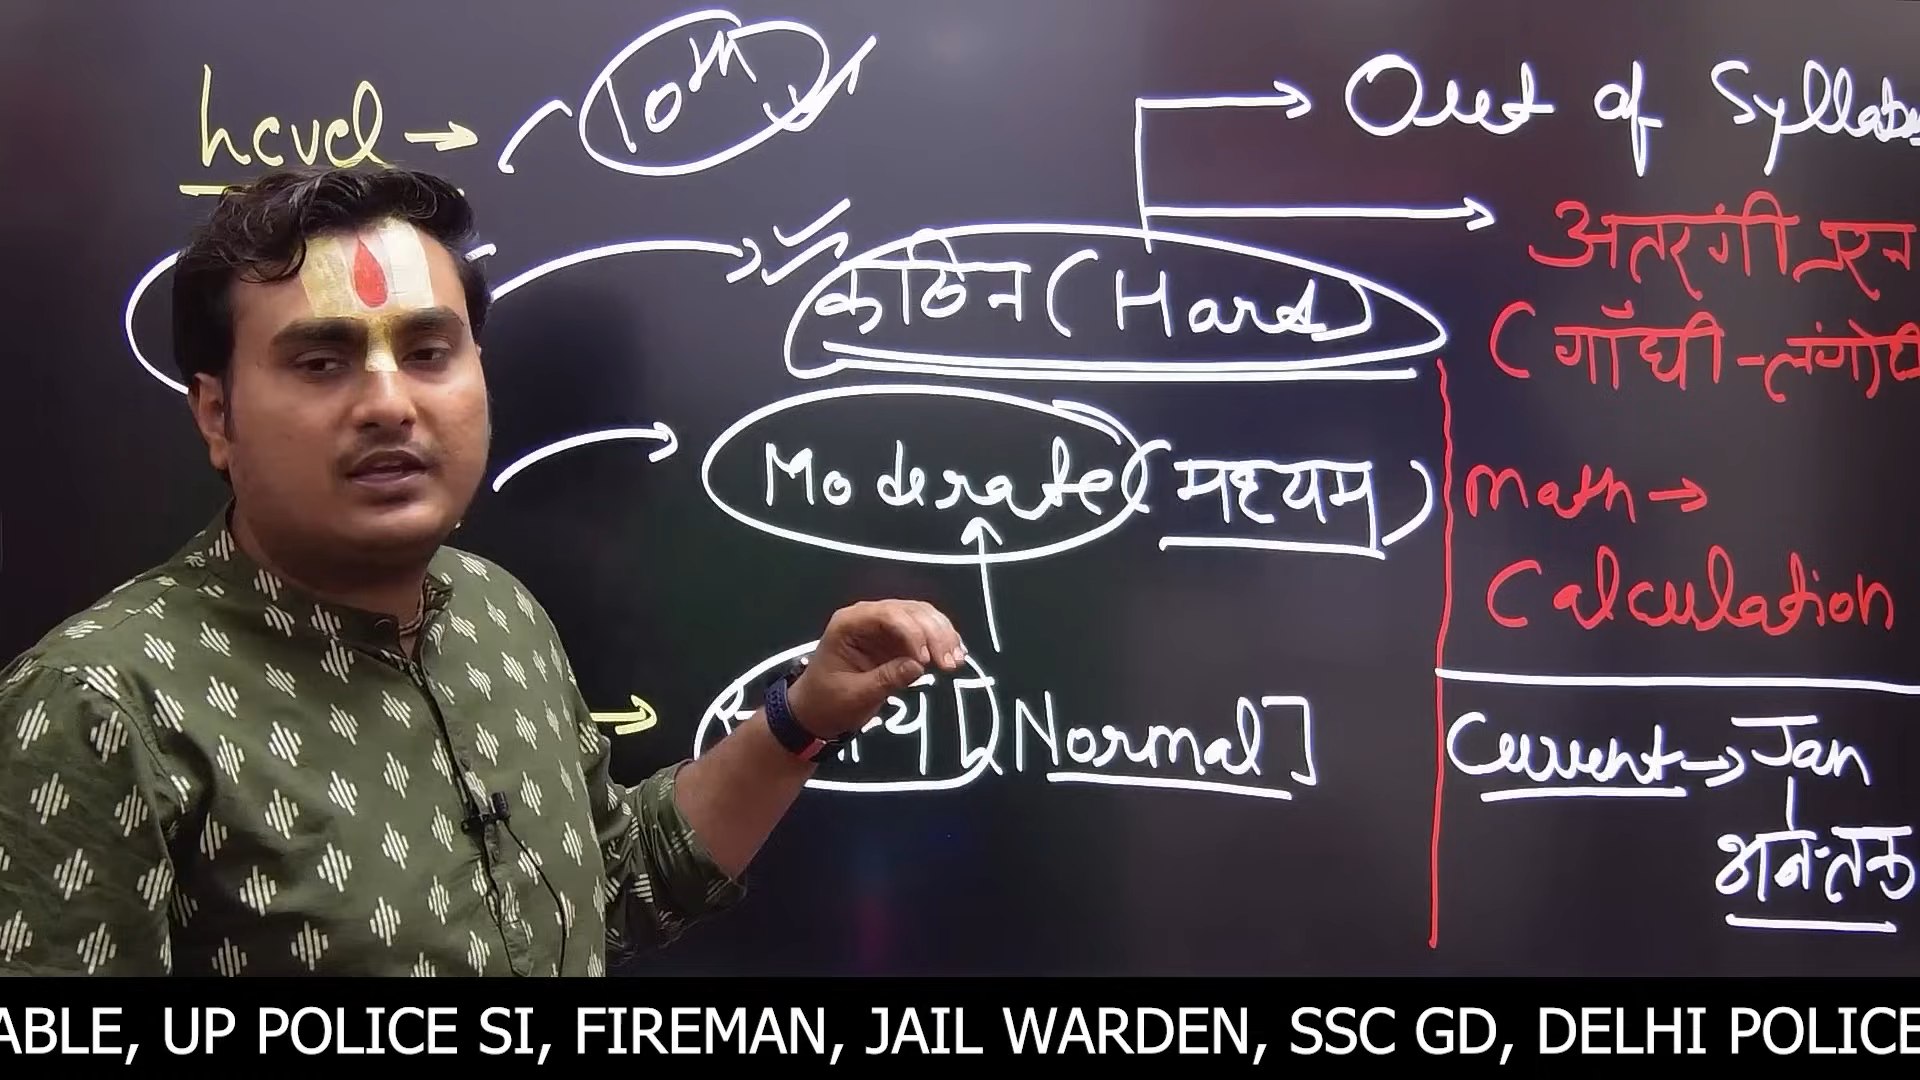 Level →
10th
→ Out of Syllabus
→ अतरंगी प्रश्न
कठिन (Hard)
(गाँधी-लंगोटी
Moderate (मध्यम)
Math →
Calculation
[Normal]
Current → Jan
अब-तक
ABLE, UP POLICE SI, FIREMAN, JAIL WARDEN, SSC GD, DELHI POLICE